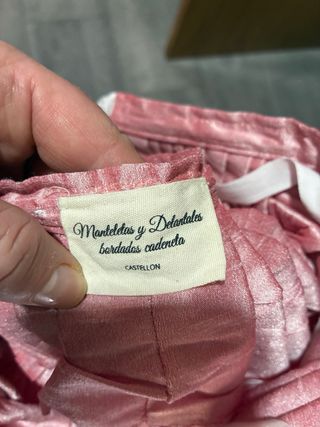 Manteletas y Delantales
bordados cadeneta
CASTELLON